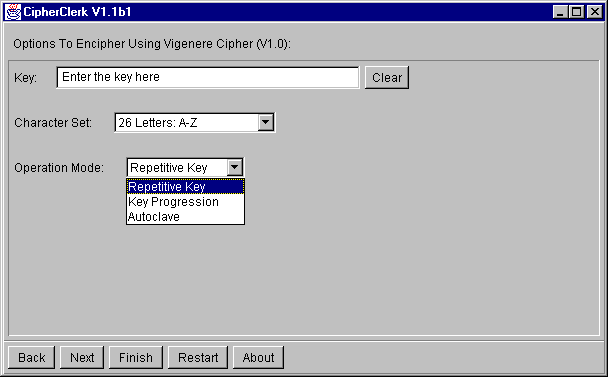 CipherClerk V1.1b1
Options To Encipher Using Vigenere Cipher (V1.0):
Key: Enter the key here Clear
Character Set: 26 Letters: A-Z
Operation Mode: Repetitive Key
Repetitive Key
Key Progression
Autoclave
Back Next Finish Restart About